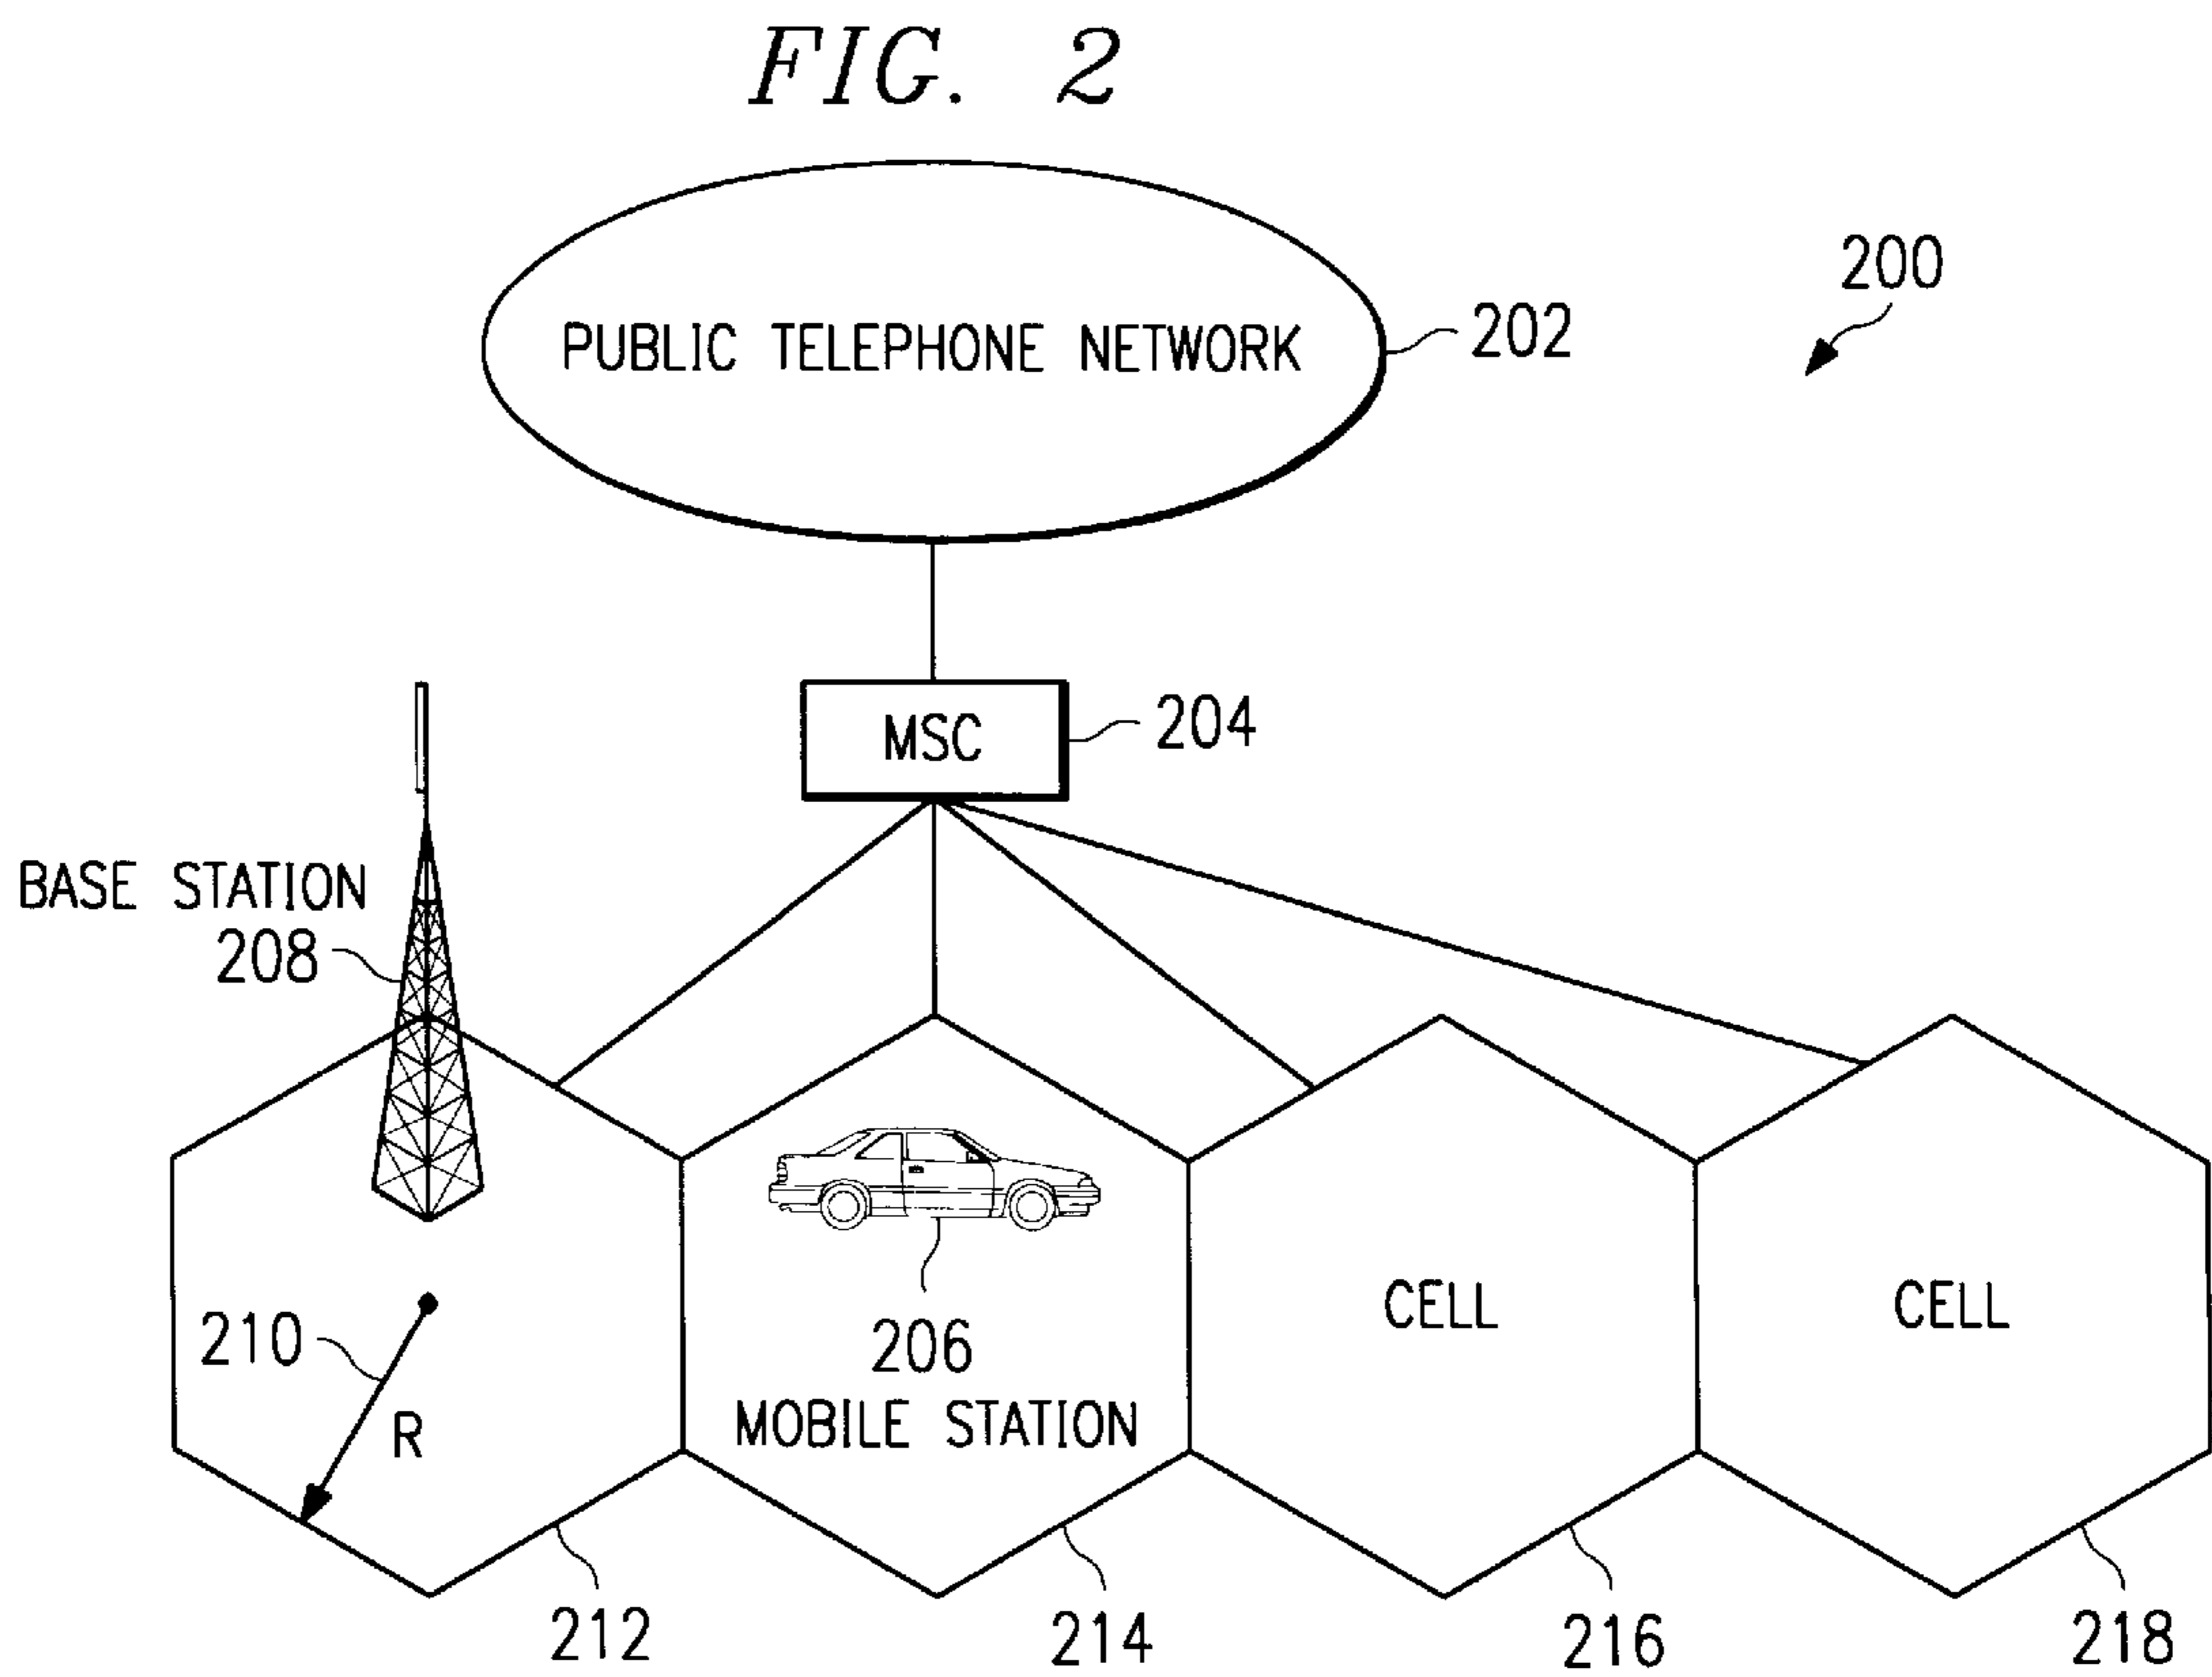 FIG. 2
200
PUBLIC TELEPHONE NETWORK
202
MSC
204
BASE STATION
208
210
R
206
MOBILE STATION
CELL
CELL
212
214
216
218